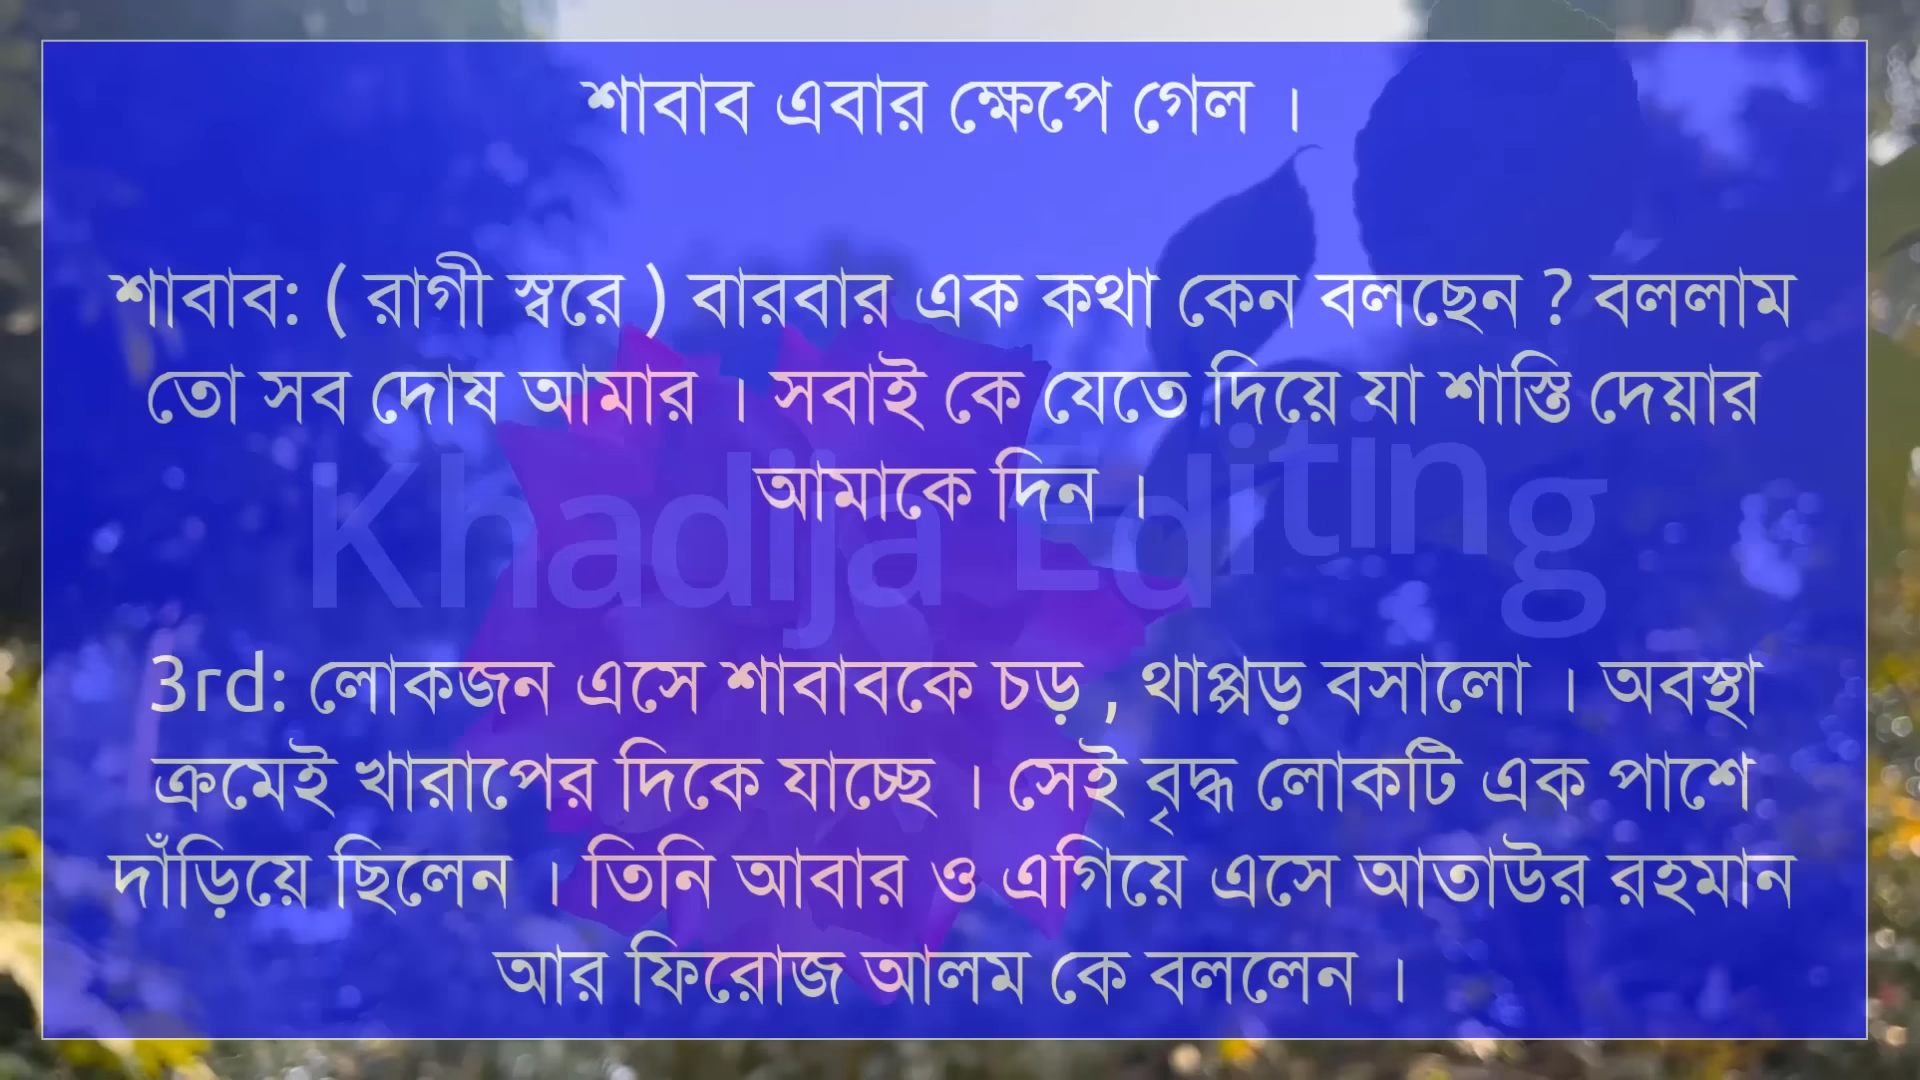 শাবাব এবার ক্ষেপে গেল ।
শাবাব: ( রাগী স্বরে ) বারবার এক কথা কেন বলছেন ? বললাম
তো সব দোষ আমার । সবাই কে যেতে দিয়ে যা শাস্তি দেয়ার
আমাকে দিন ।
Khadija Editing
3rd: লোকজন এসে শাবাবকে চড় , থাপ্পড় বসালো । অবস্থা
ক্রমেই খারাপের দিকে যাচ্ছে । সেই বৃদ্ধ লোকটি এক পাশে
দাঁড়িয়ে ছিলেন । তিনি আবার ও এগিয়ে এসে আতাউর রহমান
আর ফিরোজ আলম কে বললেন ।